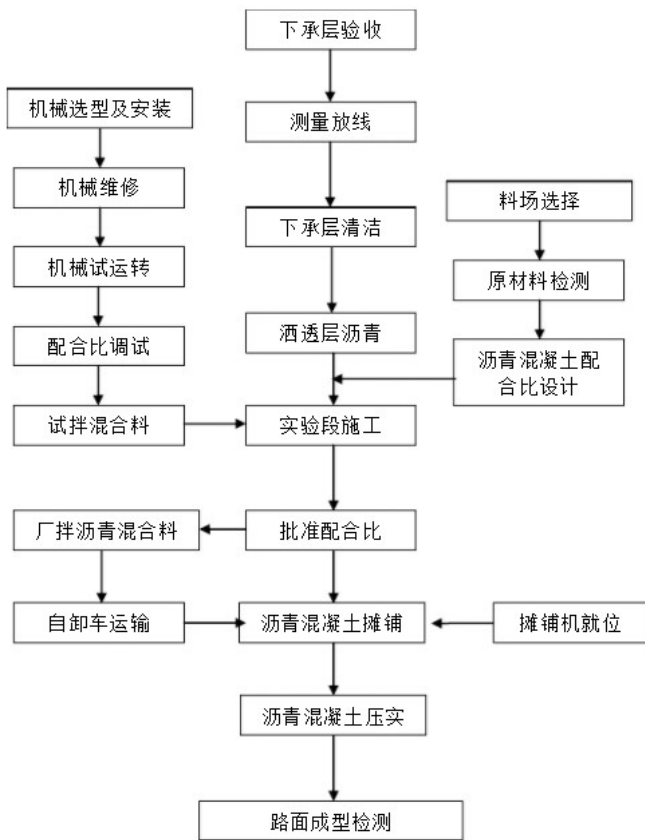 下承层验收
机械选型及安装
测量放线
机械维修
料场选择
下承层清洁
机械试运转
原材料检测
洒透层沥青
配合比调试
沥青混凝土配
合比设计
试拌混合料
实验段施工
厂拌沥青混合料
批准配合比
自卸车运输
沥青混凝土摊铺
摊铺机就位
沥青混凝土压实
路面成型检测